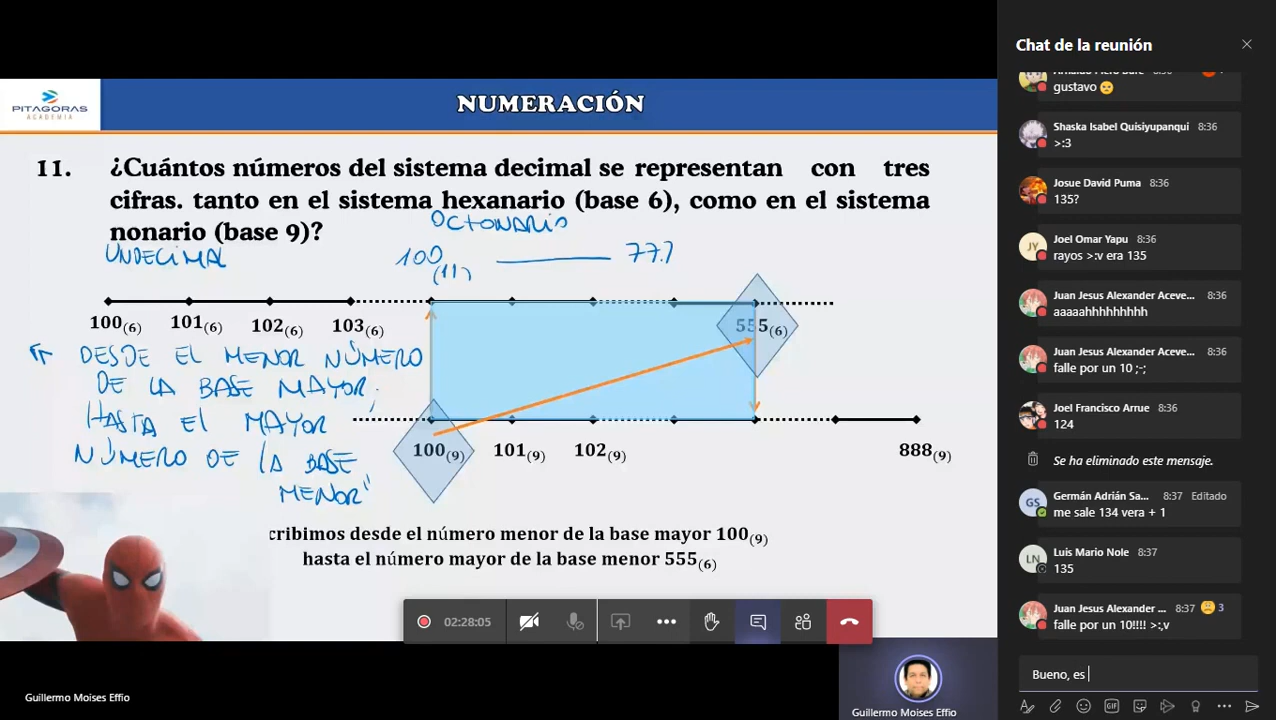 PITAGORAS
ACADEMIA
NUMERACIÓN
11. ¿Cuántos números del sistema decimal se representan con tres
cifras. tanto en el sistema hexanario (base 6), como en el sistema
nonario (base 9)?
OCTONARIO
UNDECIMAL
100(11) 777
100(6) 101(6) 102(6) 103(6) 555(6)
DESDE EL MENOR NÚMERO
DE LA BASE MAYOR,
HASTA EL MAYOR
NÚMERO DE LA BASE
MENOR"
100(9) 101(9) 102(9) 888(9)
cribimos desde el número menor de la base mayor 100(9)
hasta el número mayor de la base menor 555(6)
02:28:05
Guillermo Moises Effio
Guillermo Moises Effio
Chat de la reunión
gustavo
Shaska Isabel Quisiyupanqui 8:36
>:3
Josue David Puma 8:36
135?
JY
Joel Omar Yapu 8:36
rayos >:v era 135
Juan Jesus Alexander Aceve... 8:36
aaaaahhhhhhhhh
Juan Jesus Alexander Aceve... 8:36
falle por un 10 ;-;
Joel Francisco Arrue 8:36
124
Se ha eliminado este mensaje.
GS
Germán Adrián Sa... 8:37 Editado
me sale 134 vera + 1
LN
Luis Mario Nole 8:37
135
Juan Jesus Alexander ... 8:37 3
falle por un 10!!!! >:,v
Bueno, es
GIF